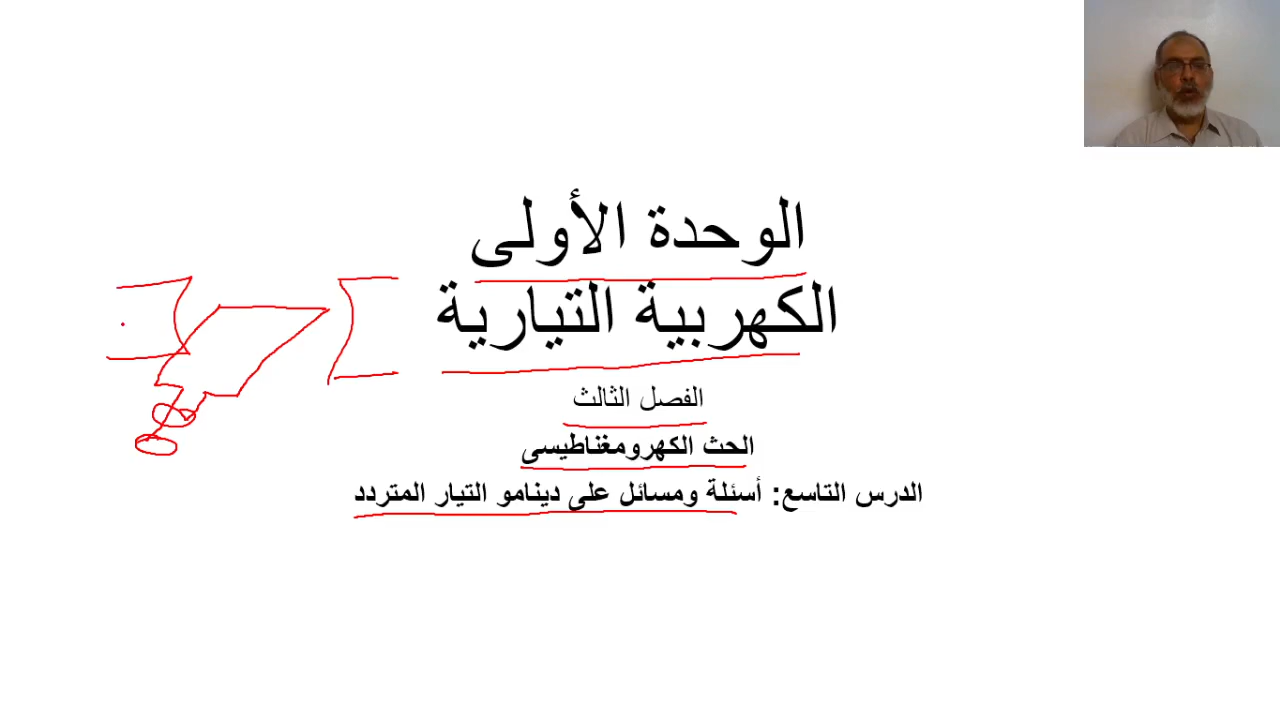 الوحدة الأولى
الكهربية التيارية
الفصل الثالث
الحث الكهرومغناطيسى
الدرس التاسع: أسئلة ومسائل على دينامو التيار المتردد